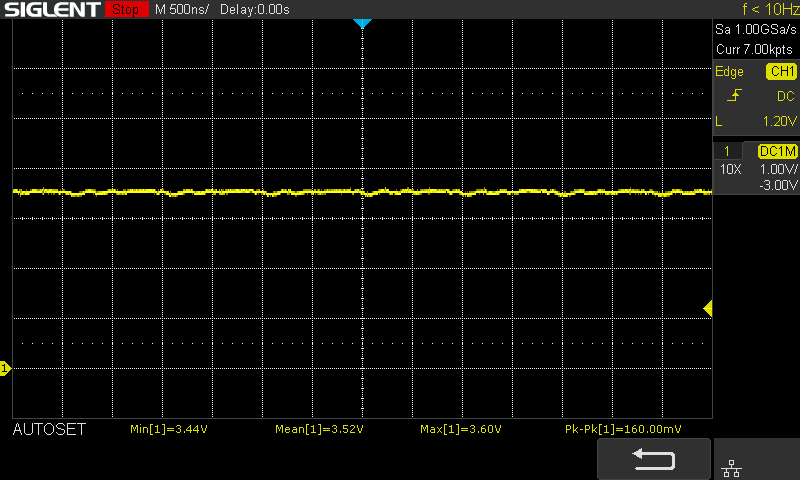 SIGLENT Stop M 500ns/ Delay:0.00s f < 10Hz
Sa 1.00GSa/s
Curr 7.00kpts
Edge CH1
DC
L 1.20V
1 DC1M
10X 1.00V/
-3.00V
1
AUTOSET Min[1]=3.44V Mean[1]=3.52V Max[1]=3.60V Pk-Pk[1]=160.00mV